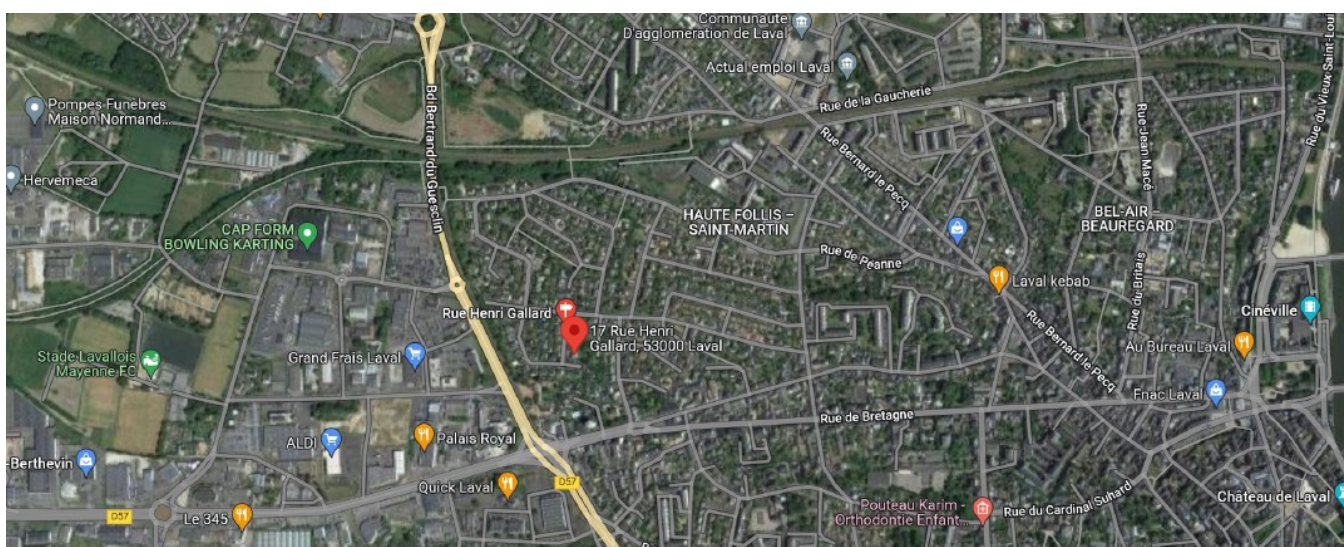 Communauté
D'agglomération de Laval
Actual emploi Laval
Rue du Vieux Saint-Loui
Bd Bertrand du Guesclin
Rue de la Gaucherie
Pompes Funèbres
Maison Normand...
Rue Bernard le Pecq
Rue Jean Macé
Hervemeca
CAP FORM
BOWLING KARTING
HAUTE FOLLIS –
SAINT-MARTIN
BEL-AIR –
BEAUREGARD
Rue de Péanne
Laval kebab
Rue du Britais
Rue Henri Gallard
17 Rue Henri
Gallard, 53000 Laval
Cinéville
Rue Bernard le Pecq
Au Bureau Laval
Stade Lavallois
Mayenne FC
Grand Frais Laval
Fnac Laval
Rue de Bretagne
ALDI
Palais Royal
-Berthevin
Quick Laval
D57
Château de Laval
Pouteau Karim -
Orthodontie Enfant...
Rue du Cardinal Suhard
D57
Le 345